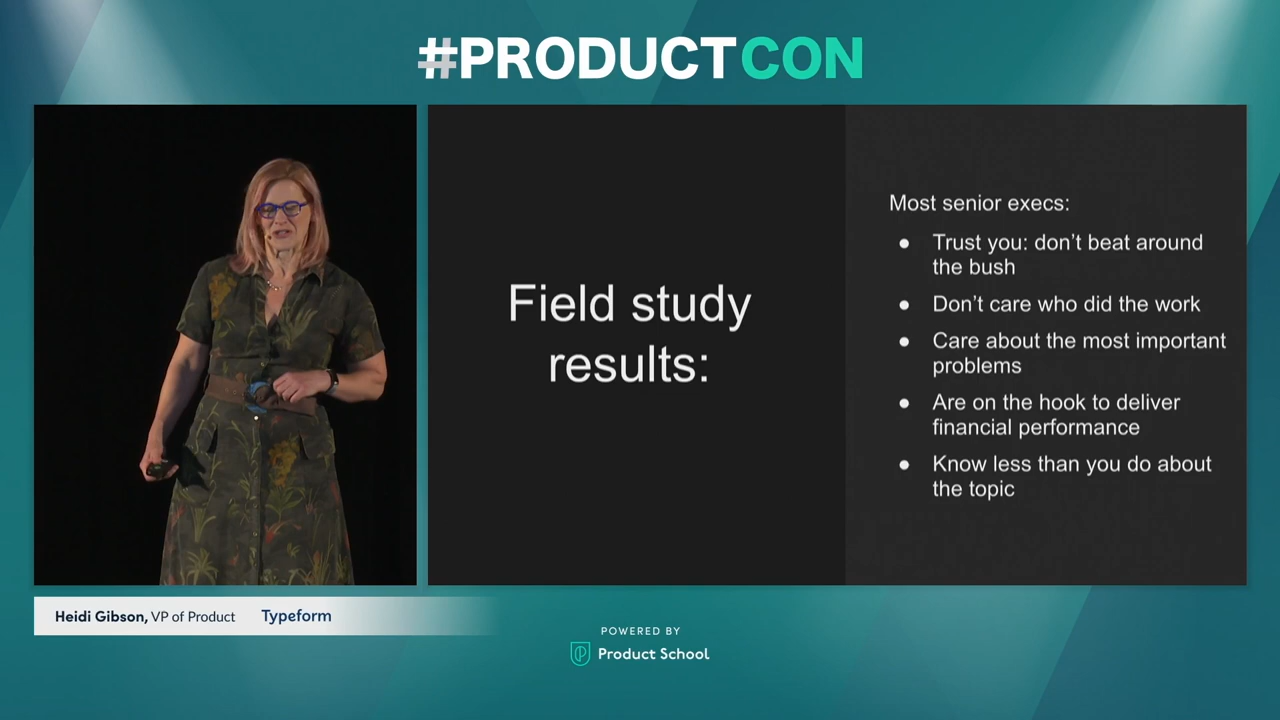 #PRODUCTCON
Field study
results:
Most senior execs:
● Trust you: don’t beat around
the bush
● Don’t care who did the work
● Care about the most important
problems
● Are on the hook to deliver
financial performance
● Know less than you do about
the topic
Heidi Gibson, VP of Product Typeform
POWERED BY
Product School